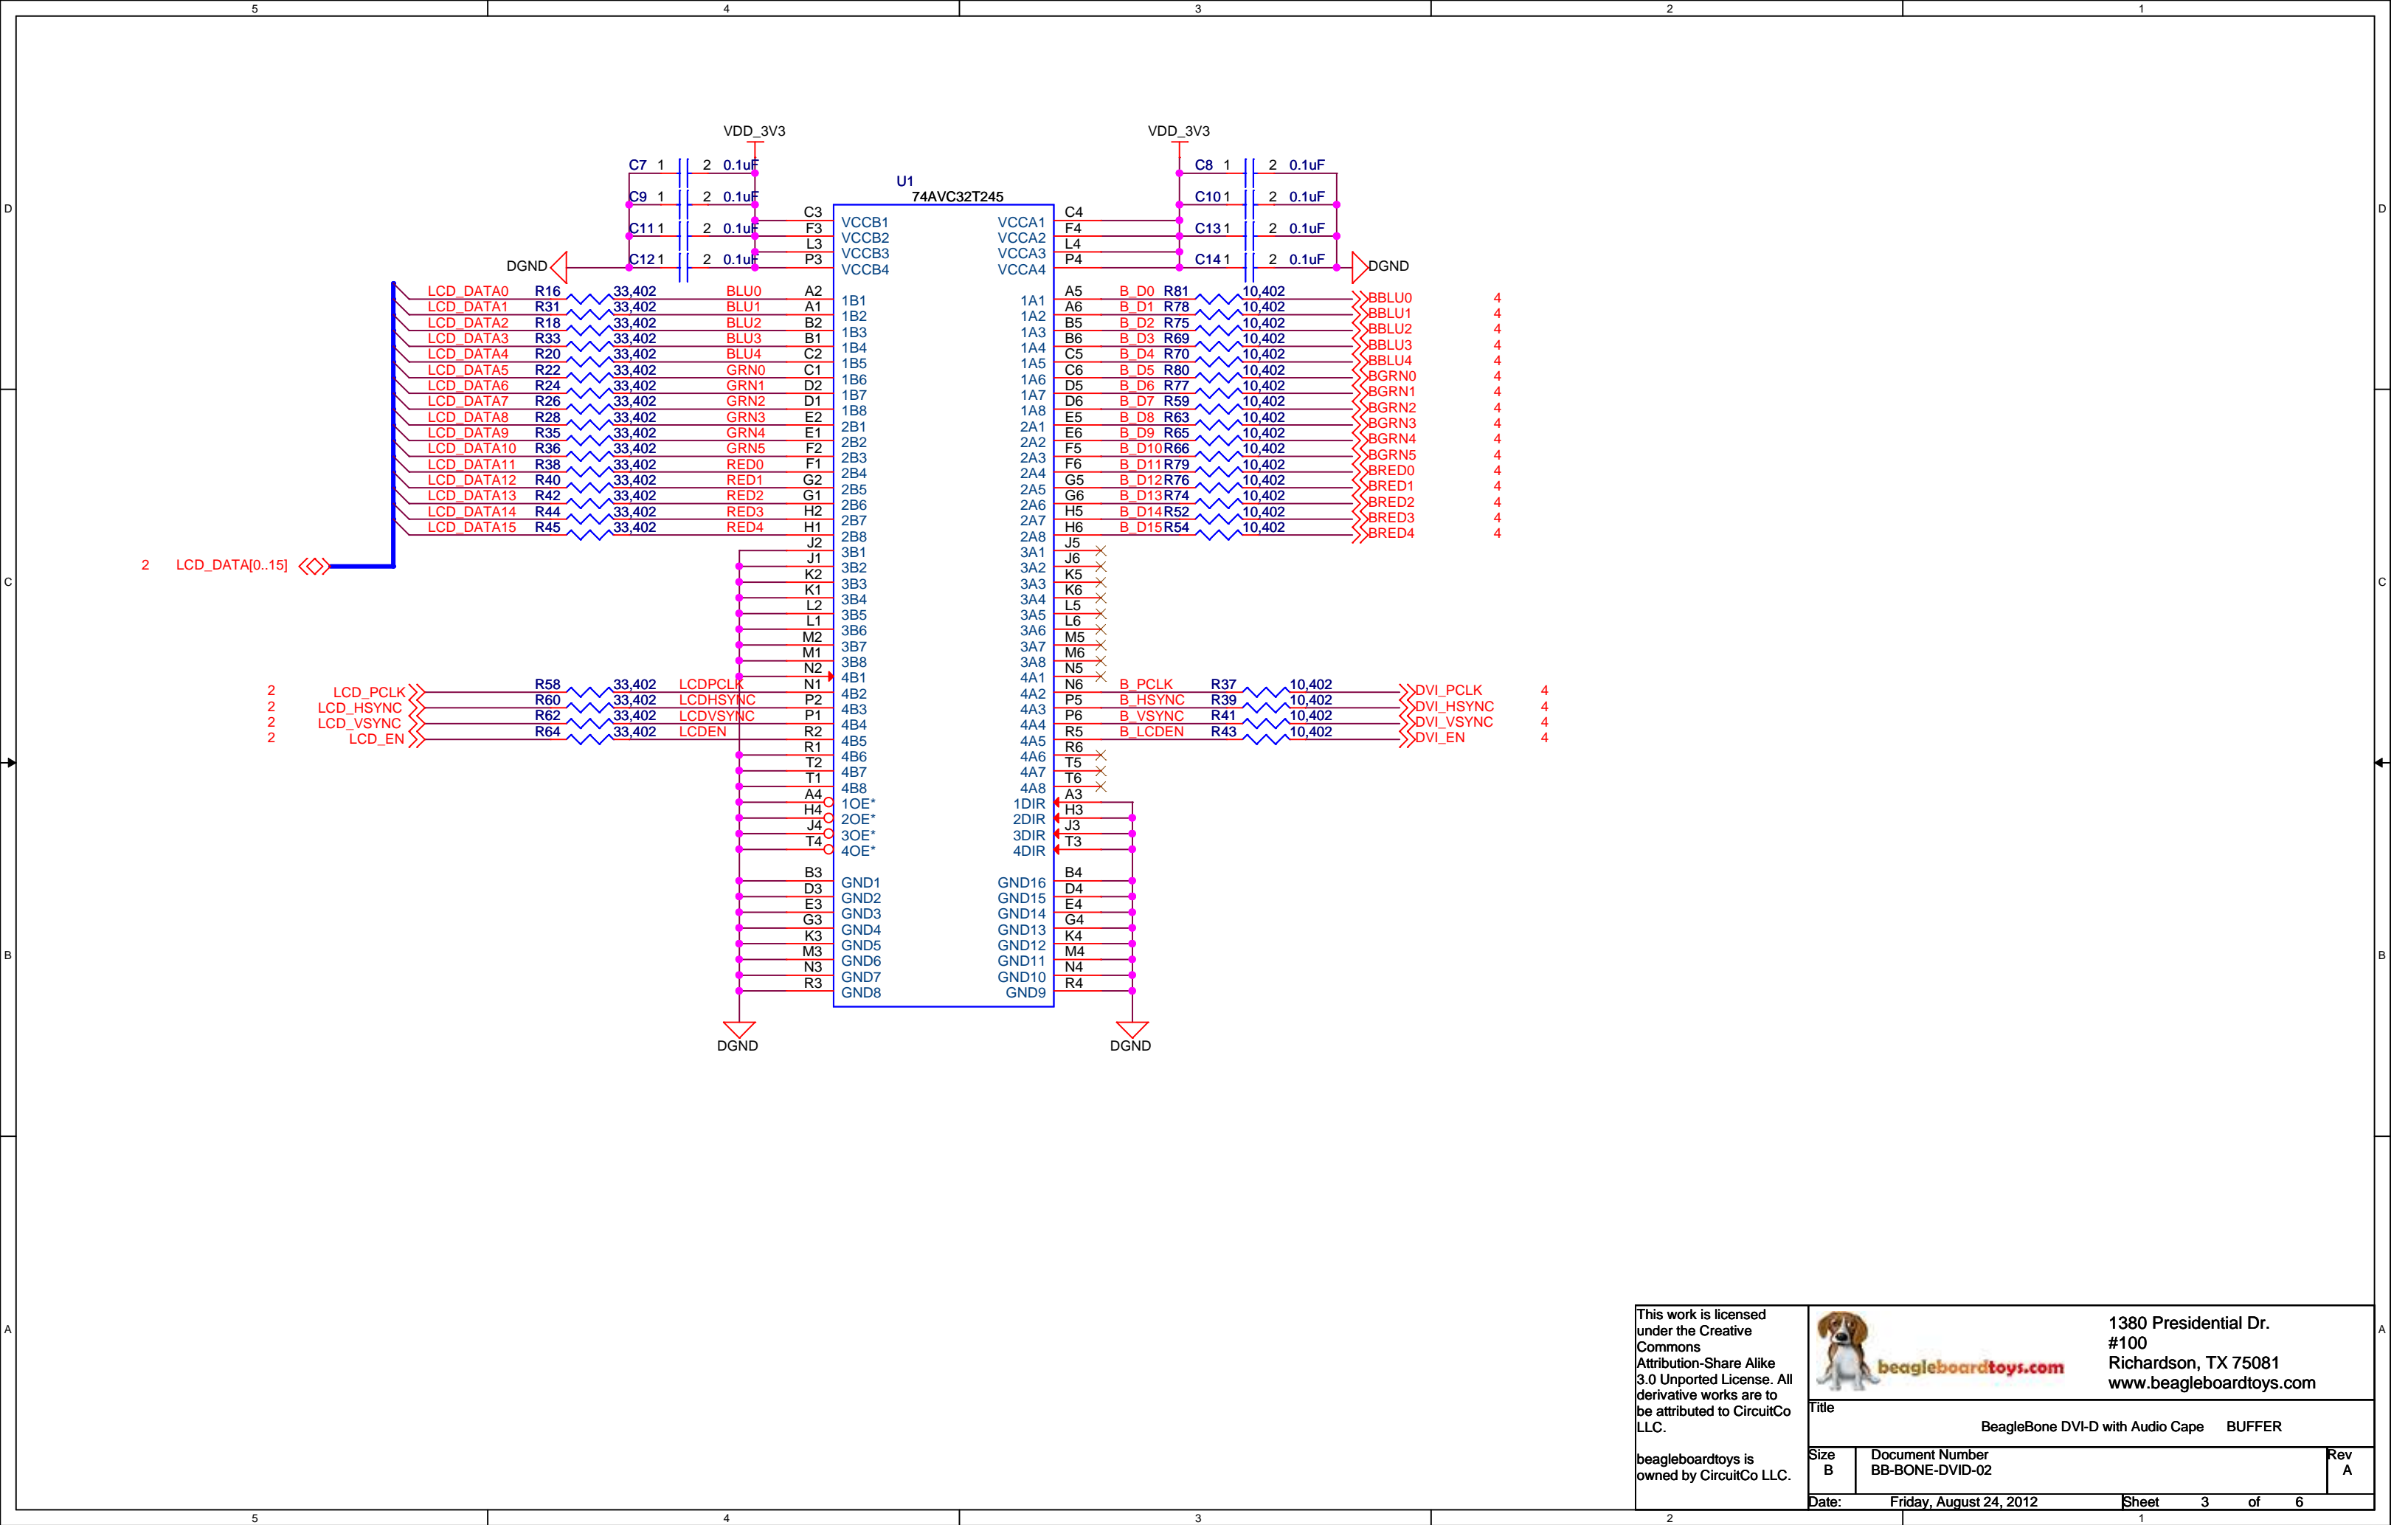 5 4 3 2 1
VDD_3V3 VDD_3V3
C7 1 2 0.1uF C8 1 2 0.1uF
U1
74AVC32T245
C9 1 2 0.1uF C10 1 2 0.1uF
D D
C3 VCCB1 VCCA1 C4
C11 1 2 0.1uF F3 VCCB2 VCCA2 F4 C13 1 2 0.1uF
L3 VCCB3 VCCA3 L4
DGND C12 1 2 0.1uF P3 VCCB4 VCCA4 P4 C14 1 2 0.1uF DGND
LCD_DATA0 R16 33,402 BLU0 A2 1B1 1A1 A5 B_D0 R81 10,402 BBLU0 4
LCD_DATA1 R31 33,402 BLU1 A1 1B2 1A2 A6 B_D1 R78 10,402 BBLU1 4
LCD_DATA2 R18 33,402 BLU2 B2 1B3 1A3 B5 B_D2 R75 10,402 BBLU2 4
LCD_DATA3 R33 33,402 BLU3 B1 1B4 1A4 B6 B_D3 R69 10,402 BBLU3 4
LCD_DATA4 R20 33,402 BLU4 C2 1B5 1A5 C5 B_D4 R70 10,402 BBLU4 4
LCD_DATA5 R22 33,402 GRN0 C1 1B6 1A6 C6 B_D5 R80 10,402 BGRN0 4
LCD_DATA6 R24 33,402 GRN1 D2 1B7 1A7 D5 B_D6 R77 10,402 BGRN1 4
LCD_DATA7 R26 33,402 GRN2 D1 1B8 1A8 D6 B_D7 R59 10,402 BGRN2 4
LCD_DATA8 R28 33,402 GRN3 E2 2B1 2A1 E5 B_D8 R63 10,402 BGRN3 4
LCD_DATA9 R35 33,402 GRN4 E1 2B2 2A2 E6 B_D9 R65 10,402 BGRN4 4
LCD_DATA10 R36 33,402 GRN5 F2 2B3 2A3 F5 B_D10 R66 10,402 BGRN5 4
LCD_DATA11 R38 33,402 RED0 F1 2B4 2A4 F6 B_D11 R79 10,402 BRED0 4
LCD_DATA12 R40 33,402 RED1 G2 2B5 2A5 G5 B_D12 R76 10,402 BRED1 4
LCD_DATA13 R42 33,402 RED2 G1 2B6 2A6 G6 B_D13 R74 10,402 BRED2 4
LCD_DATA14 R44 33,402 RED3 H2 2B7 2A7 H5 B_D14 R52 10,402 BRED3 4
LCD_DATA15 R45 33,402 RED4 H1 2B8 2A8 H6 B_D15 R54 10,402 BRED4 4
J2 3B1 3A1 J5
2 LCD_DATA[0..15] J1 3B2 3A2 J6
C K2 3B3 3A3 K5 C
K1 3B4 3A4 K6
L2 3B5 3A5 L5
L1 3B6 3A6 L6
M2 3B7 3A7 M5
M1 3B8 3A8 M6
N2 4B1 4A1 N5
2 LCD_PCLK R58 33,402 LCDPCLK N1 4B2 4A2 N6 B_PCLK R37 10,402 DVI_PCLK 4
2 LCD_HSYNC R60 33,402 LCDHSYNC P2 4B3 4A3 P5 B_HSYNC R39 10,402 DVI_HSYNC 4
2 LCD_VSYNC R62 33,402 LCDVSYNC P1 4B4 4A4 P6 B_VSYNC R41 10,402 DVI_VSYNC 4
2 LCD_EN R64 33,402 LCDEN R2 4B5 4A5 R5 B_LCDEN R43 10,402 DVI_EN 4
R1 4B6 4A6 R6
T2 4B7 4A7 T5
T1 4B8 4A8 T6
A4 1OE* 1DIR A3
H4 2OE* 2DIR H3
J4 3OE* 3DIR J3
T4 4OE* 4DIR T3
B3 GND1 GND16 B4
D3 GND2 GND15 D4
E3 GND3 GND14 E4
G3 GND4 GND13 G4
K3 GND5 GND12 K4
B M3 GND6 GND11 M4 B
N3 GND7 GND10 N4
R3 GND8 GND9 R4
DGND DGND
A A
This work is licensed
under the Creative
Commons
Attribution-Share Alike
3.0 Unported License. All
derivative works are to
be attributed to CircuitCo
LLC.
beagleboardtoys is
owned by CircuitCo LLC.
beagleboardtoys.com
1380 Presidential Dr.
#100
Richardson, TX 75081
www.beagleboardtoys.com
Title
BeagleBone DVI-D with Audio Cape BUFFER
Size Document Number Rev
B BB-BONE-DVID-02 A
Date: Friday, August 24, 2012 Sheet 3 of 6
5 4 3 2 1